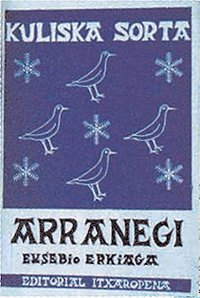 KULISKA SORTA
ARRANEGI
EUSEBIO ERKIAGA
EDITORIAL ITXAROPENA